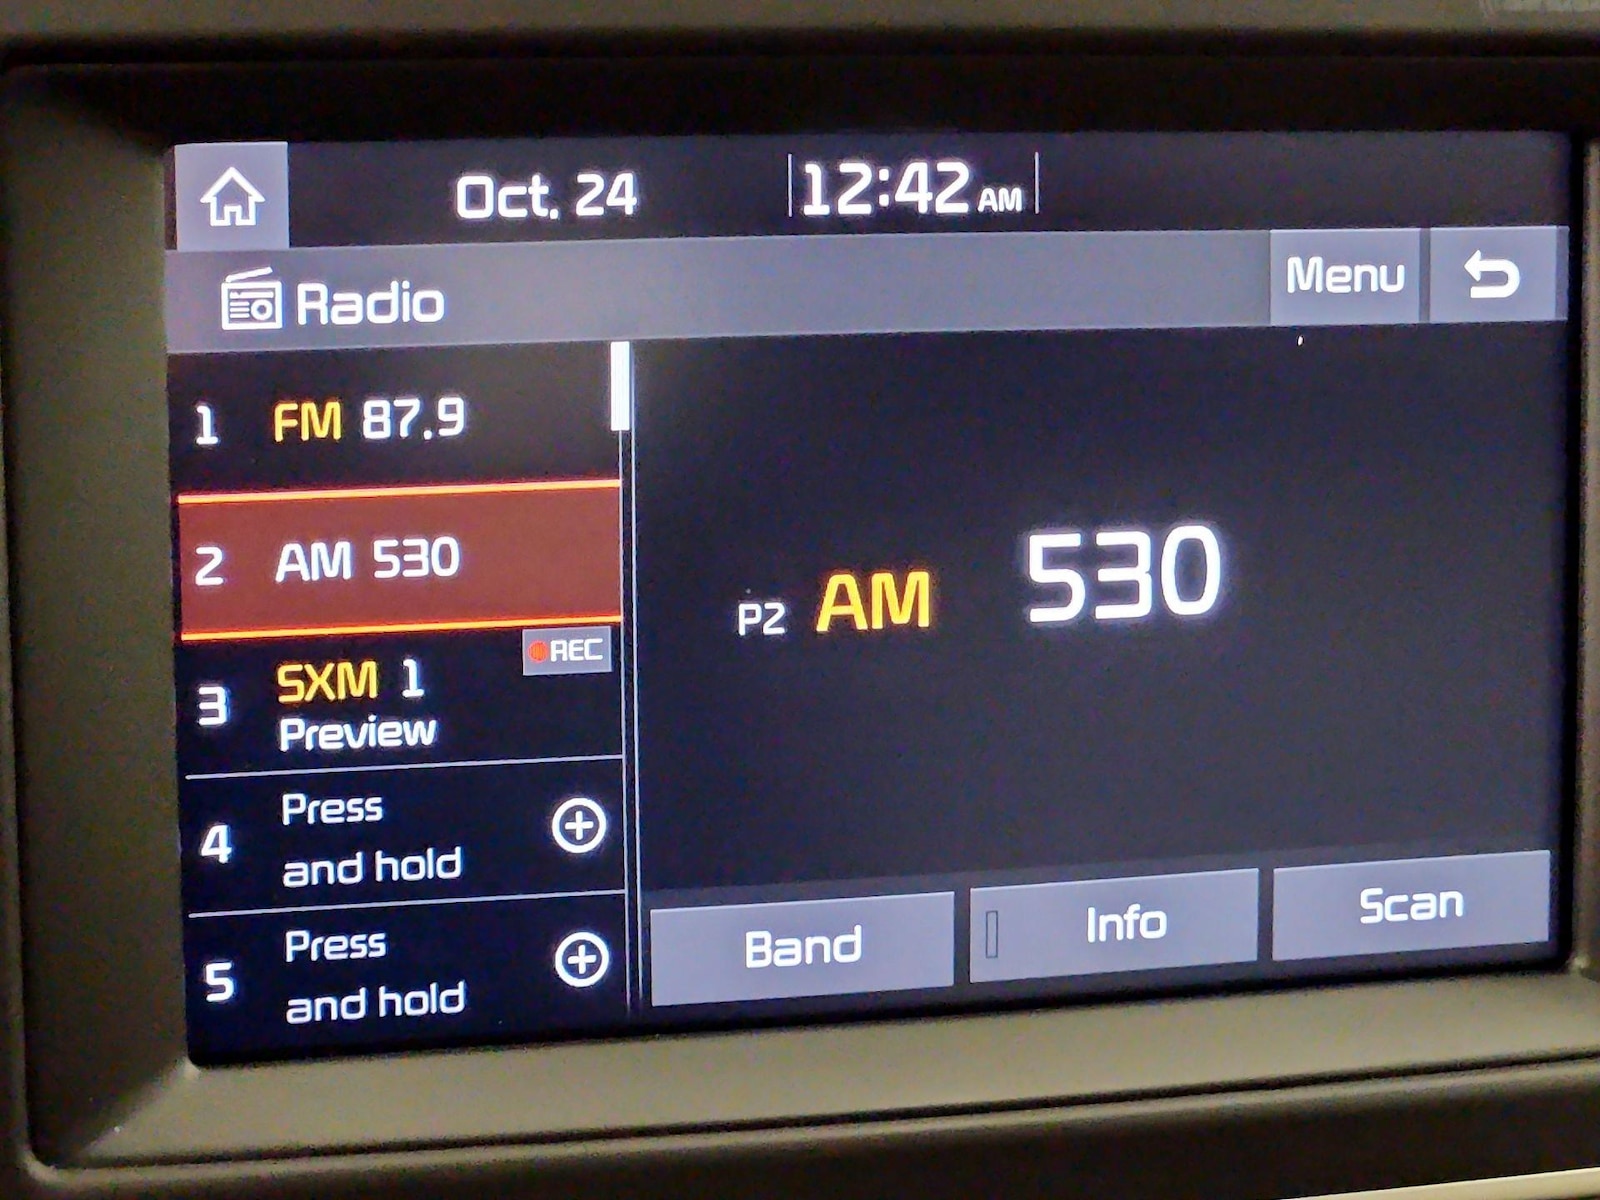 Oct. 24
12:42 AM
Radio
Menu
1 FM 87.9
2 AM 530
REC
3 SXM 1
Preview
4 Press
and hold
5 Press
and hold
P2 AM 530
Band
Info
Scan